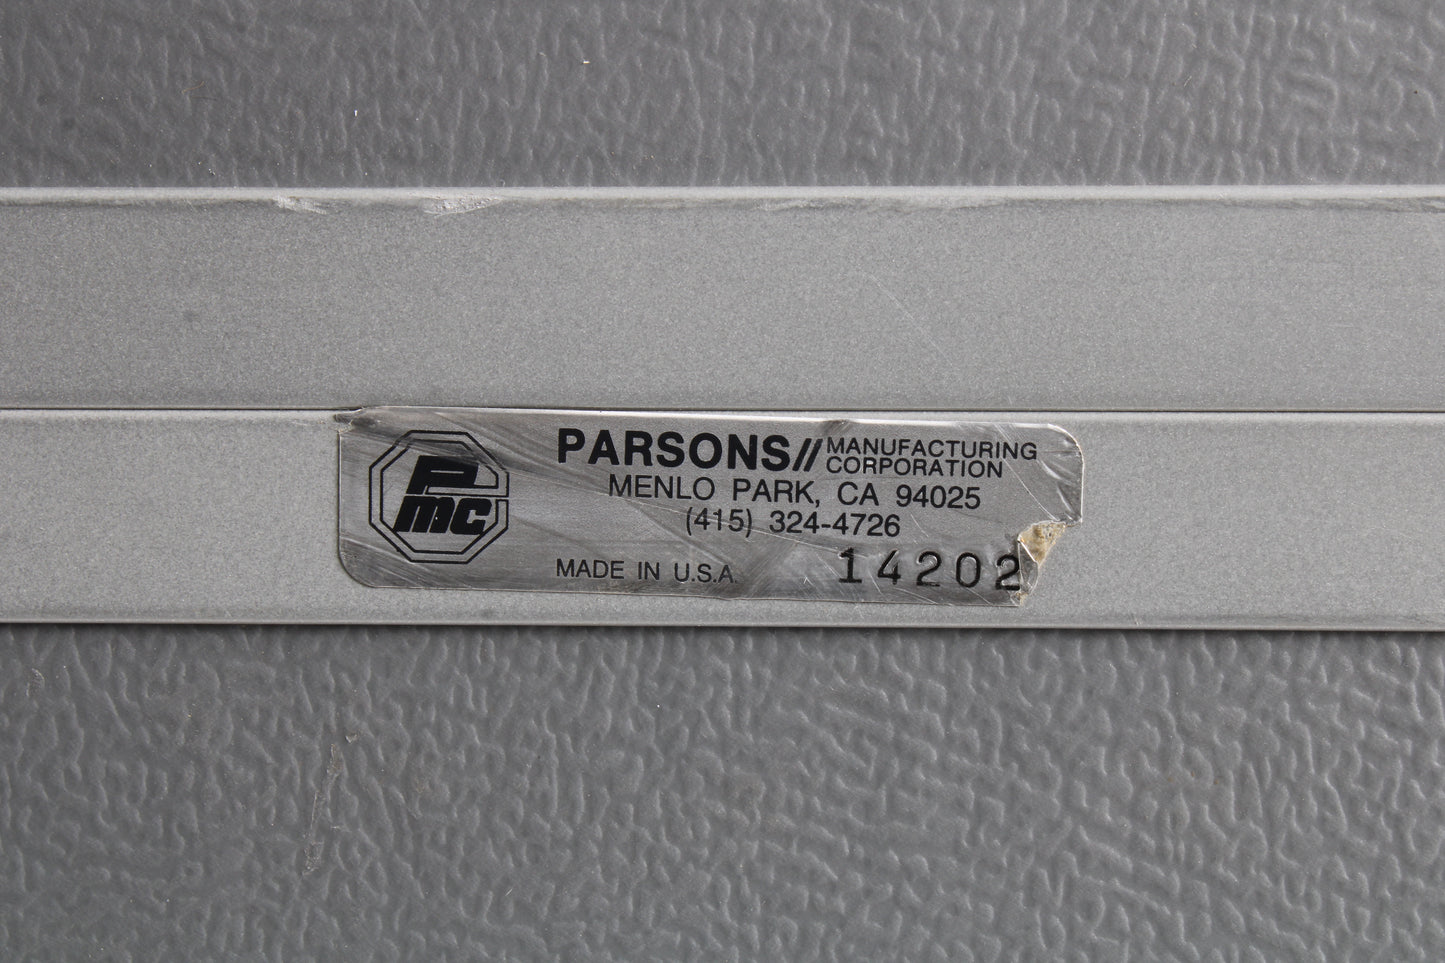 PMC
PARSONS// MANUFACTURING
CORPORATION
MENLO PARK, CA 94025
(415) 324-4726
MADE IN U.S.A.
14202